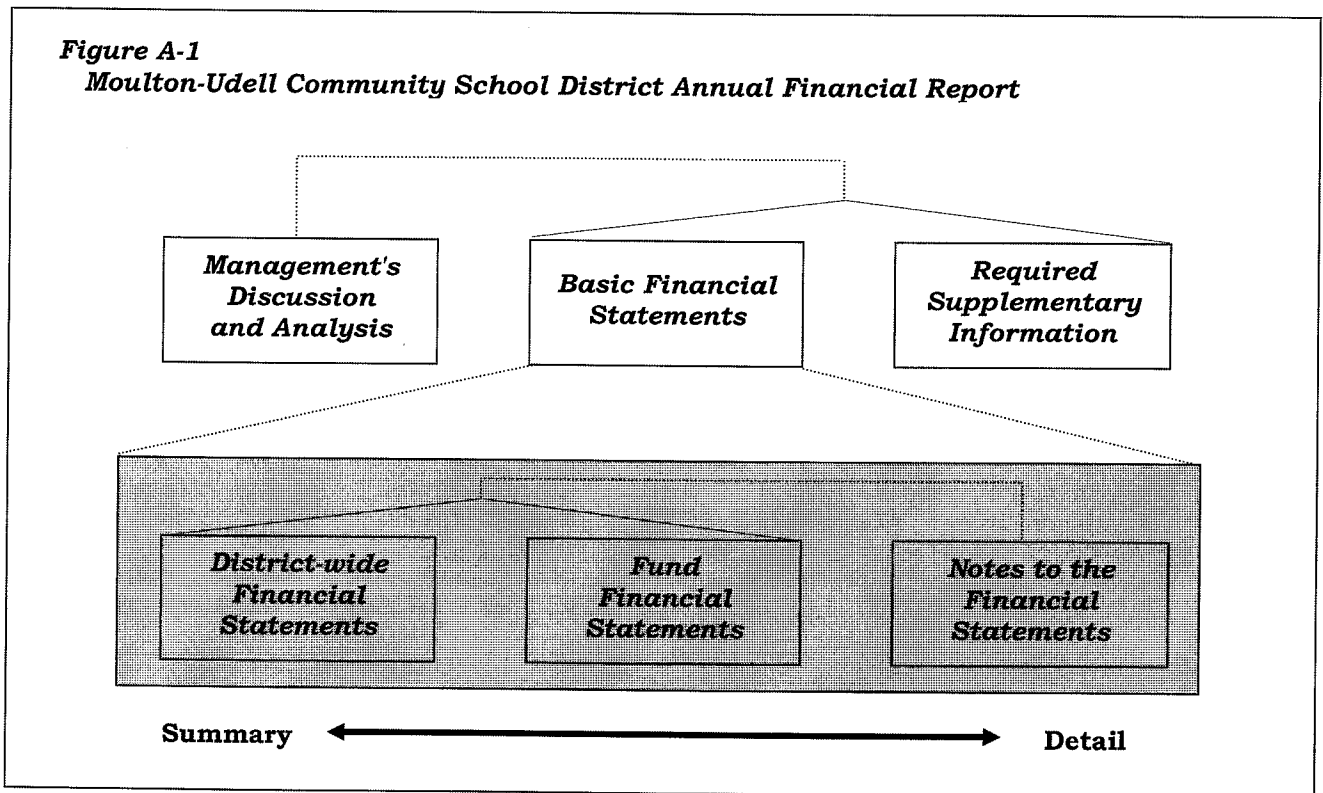 Figure A-1
Moulton-Udell Community School District Annual Financial Report
Management's
Discussion
and Analysis
Basic Financial
Statements
Required
Supplementary
Information
District-wide
Financial
Statements
Fund
Financial
Statements
Notes to the
Financial
Statements
Summary
Detail